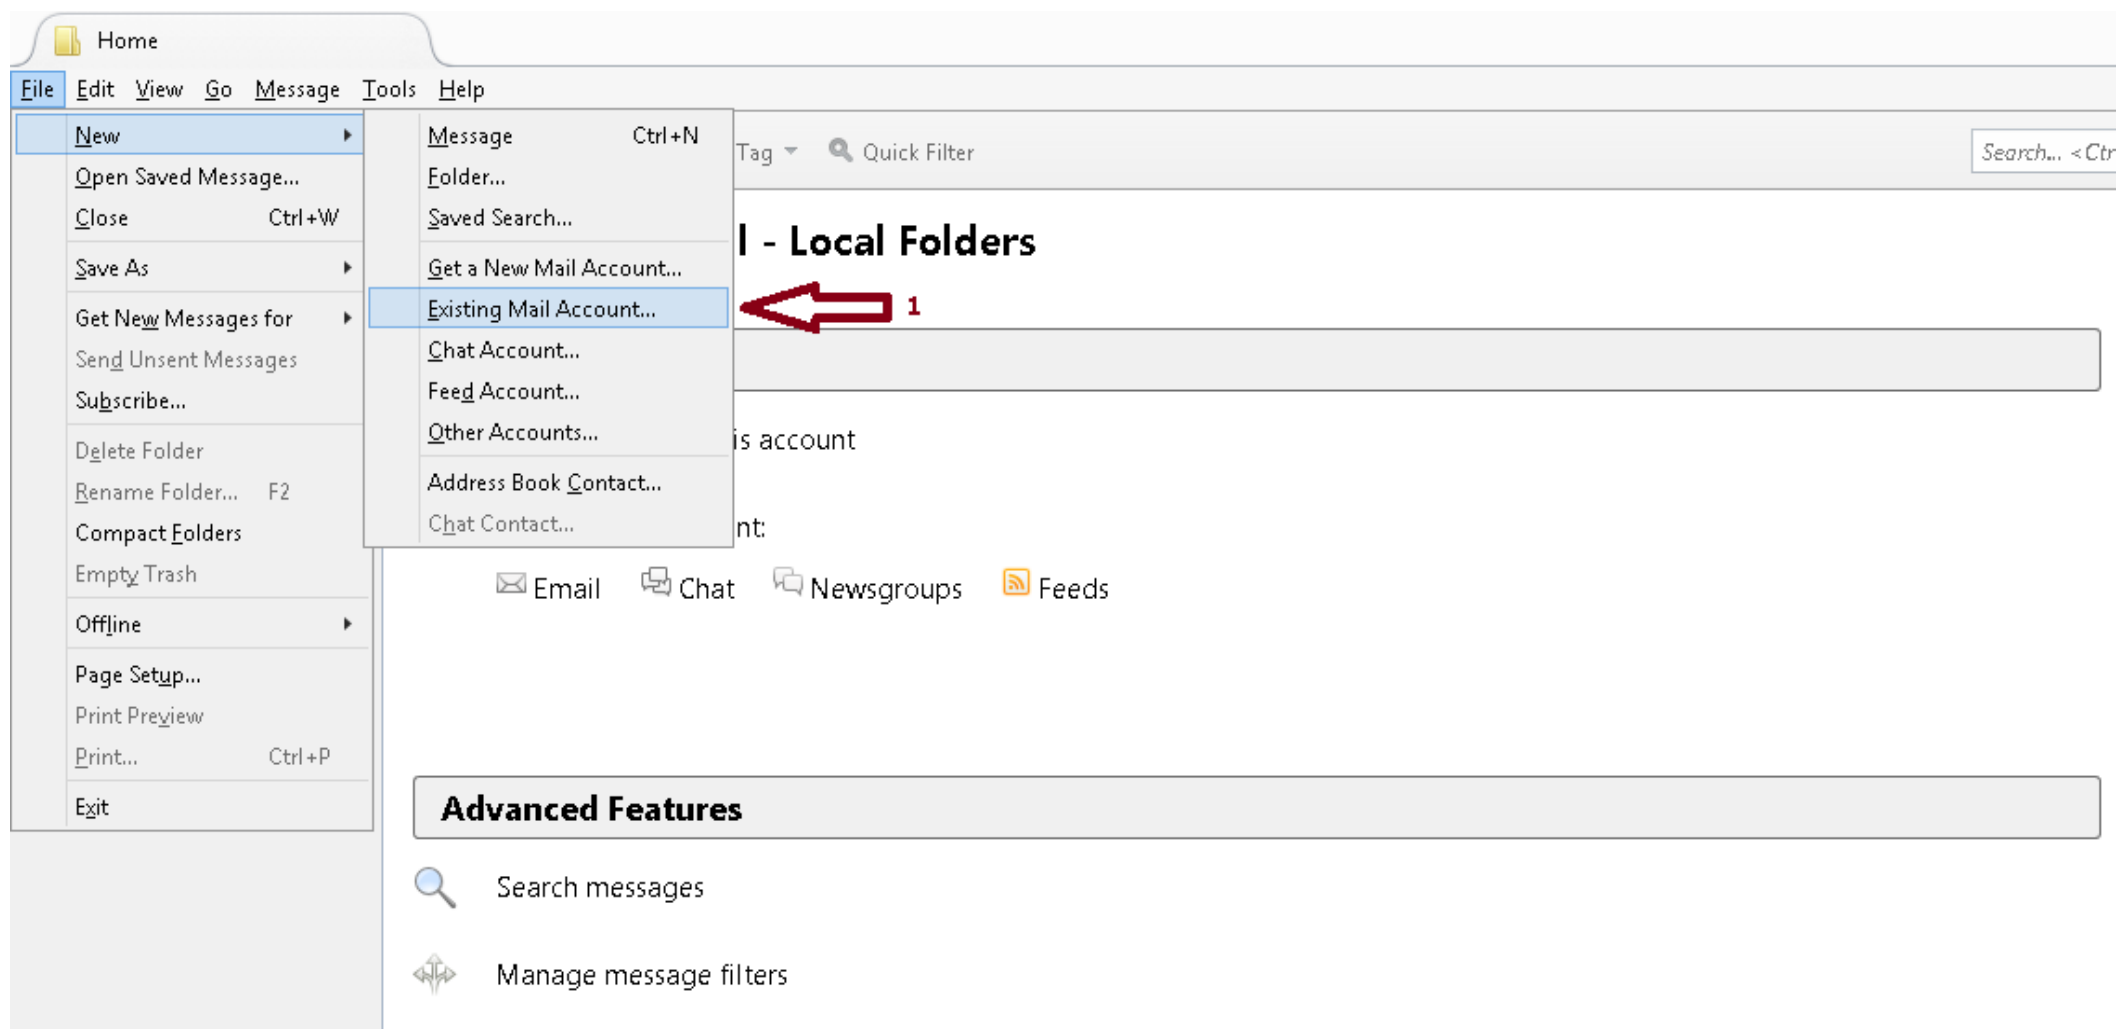 Home
File Edit View Go Message Tools Help
New
Open Saved Message...
Close Ctrl+W
Save As
Get New Messages for
Send Unsent Messages
Subscribe...
Delete Folder
Rename Folder... F2
Compact Folders
Empty Trash
Offline
Page Setup...
Print Preview
Print... Ctrl+P
Exit
Message Ctrl+N
Folder...
Saved Search...
Get a New Mail Account...
Existing Mail Account...
Chat Account...
Feed Account...
Other Accounts...
Address Book Contact...
Chat Contact...
Tag Quick Filter
Search... <Ctr
l - Local Folders
1
is account
nt:
Email Chat Newsgroups Feeds
Advanced Features
Search messages
Manage message filters